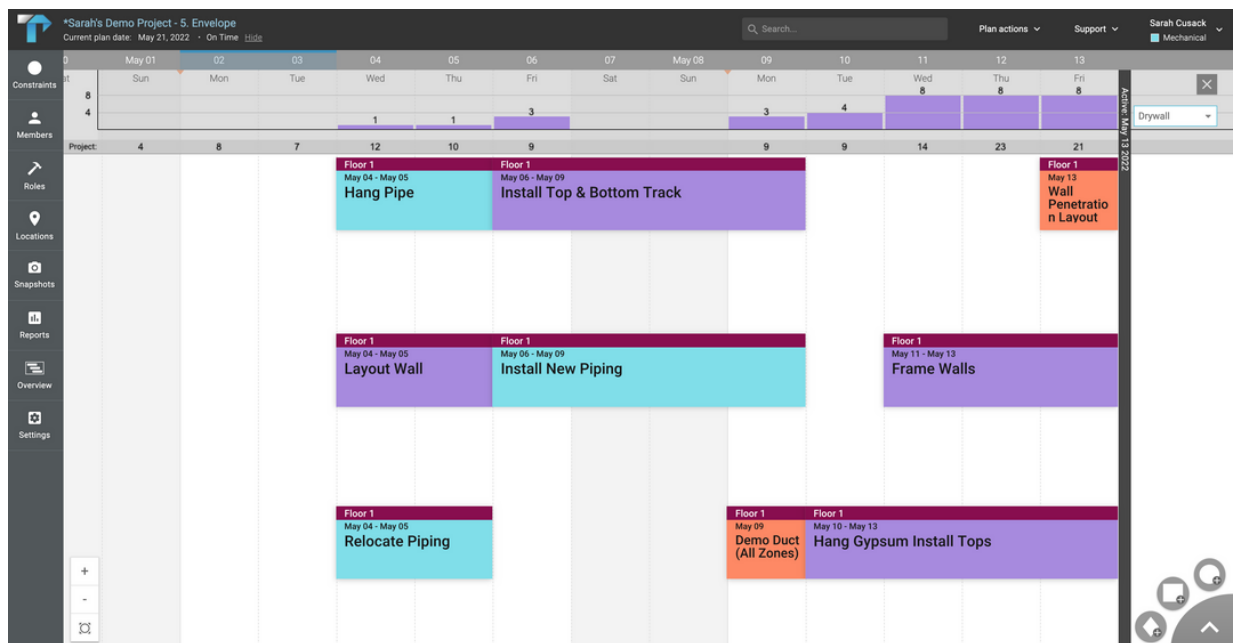 *Sarah's Demo Project - 5. Envelope
Current plan date: May 21, 2022 • On Time Hide
Search...
Plan actions
Support
Sarah Cusack
Mechanical
0 May 01 02 03 04 05 06 07 May 08 09 10 11 12 13
at Sun Mon Tue Wed Thu Fri Sat Sun Mon Tue Wed Thu Fri
8
4
1 1 3 3 4 8 8 8
Project: 4 8 7 12 10 9 9 9 14 23 21
Active: May 13 2022
Drywall
Constraints
Members
Roles
Locations
Snapshots
Reports
Overview
Settings
Floor 1
May 04 - May 05
Hang Pipe
Floor 1
May 06 - May 09
Install Top & Bottom Track
Floor 1
May 13
Wall
Penetratio
n Layout
Floor 1
May 04 - May 05
Layout Wall
Floor 1
May 06 - May 09
Install New Piping
Floor 1
May 11 - May 13
Frame Walls
Floor 1
May 04 - May 05
Relocate Piping
Floor 1
May 09
Demo Duct
(All Zones)
Floor 1
May 10 - May 13
Hang Gypsum Install Tops
+
-